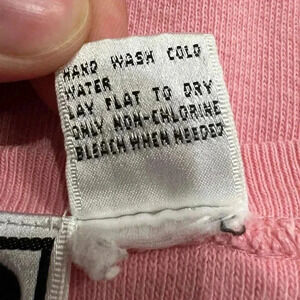 HAND WASH COLD
WATER
LAY FLAT TO DRY
ONLY NON-CHLORINE
BLEACH WHEN NEEDED